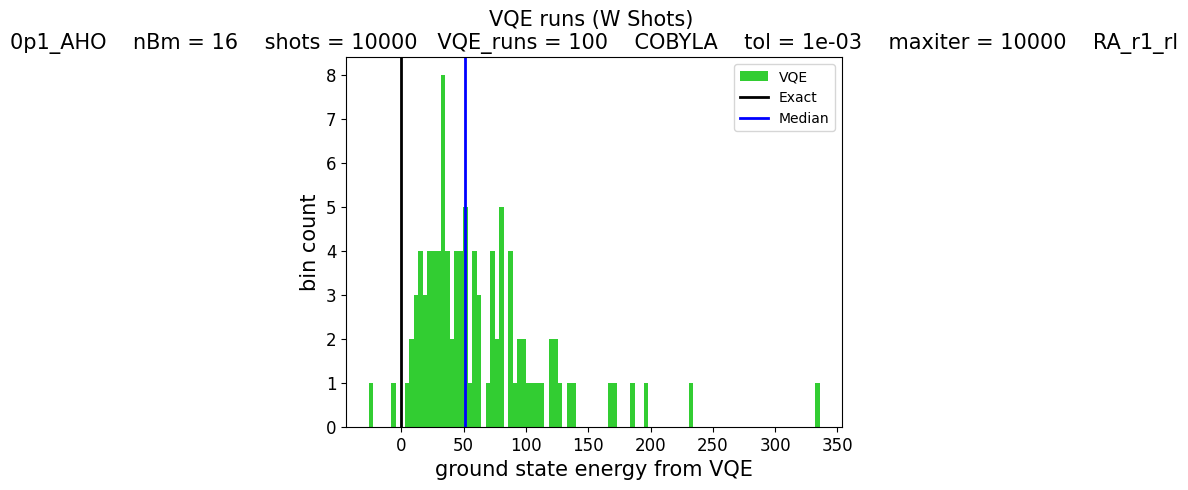 VQE runs (W Shots)
0p1_AHO    nBm = 16    shots = 10000   VQE_runs = 100    COBYLA    tol = 1e-03    maxiter = 10000    RA_r1_rl
VQE
Exact
Median
bin count
8
7
6
5
4
3
2
1
0
0 50 100 150 200 250 300 350
ground state energy from VQE